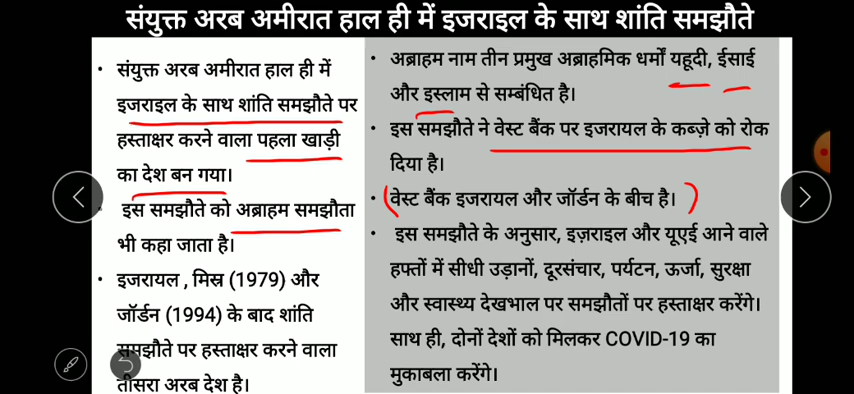 संयुक्त अरब अमीरात हाल ही में इजराइल के साथ शांति समझौते
• संयुक्त अरब अमीरात हाल ही में
इजराइल के साथ शांति समझौते पर
हस्ताक्षर करने वाला पहला खाड़ी
का देश बन गया।
• इस समझौते को अब्राहम समझौता
भी कहा जाता है।
• इजरायल , मिस्र (1979) और
जॉर्डन (1994) के बाद शांति
समझौते पर हस्ताक्षर करने वाला
तीसरा अरब देश है।
• अब्राहम नाम तीन प्रमुख अब्राहमिक धर्मों यहूदी, ईसाई
और इस्लाम से सम्बंधित है।
• इस समझौते ने वेस्ट बैंक पर इजरायल के कब्ज़े को रोक
दिया है।
• वेस्ट बैंक इजरायल और जॉर्डन के बीच है।
• इस समझौते के अनुसार, इज़राइल और यूएई आने वाले
हफ्तों में सीधी उड़ानों, दूरसंचार, पर्यटन, ऊर्जा, सुरक्षा
और स्वास्थ्य देखभाल पर समझौतों पर हस्ताक्षर करेंगे।
साथ ही, दोनों देशों को मिलकर COVID-19 का
मुकाबला करेंगे।